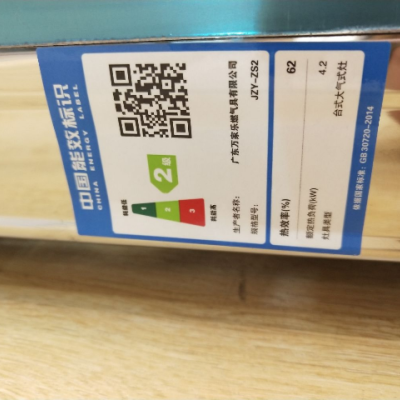 中国能效标识
CHINA ENERGY LABEL
2级
耗能低
1
2
3
耗能高
生产者名称: 广东万家乐燃气具有限公司
规格型号: JZY-ZS2
热效率(%) 62
额定热负荷(kW) 4.2
灶具类型 台式大气式灶
依据国家标准: GB 30720-2014